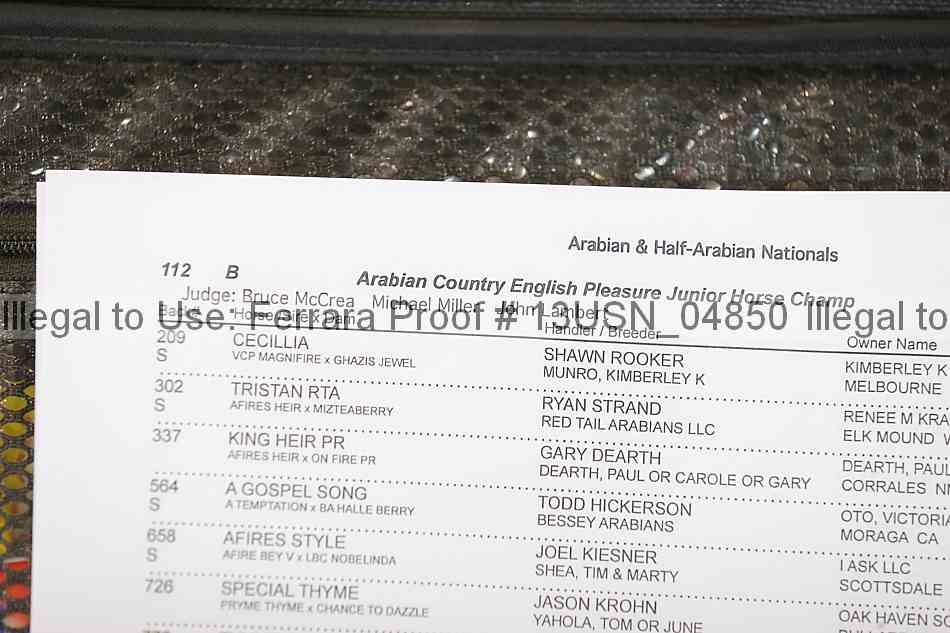 Arabian & Half-Arabian Nationals
112 B Arabian Country English Pleasure Junior Horse Champ
Judge: Bruce McCrea Michael Miller John Lambert
Illegal to Use: Ferrara Proof # 13USN_04850 Illegal to
Back# Horse Sire x Dam Handler / Breeder Owner Name
209 CECILLIA SHAWN ROOKER KIMBERLEY K
S VCP MAGNIFIRE x GHAZIS JEWEL MUNRO, KIMBERLEY K MELBOURNE
302 TRISTAN RTA RYAN STRAND RENEE M KRA
S AFIRES HEIR x MIZTEABERRY RED TAIL ARABIANS LLC ELK MOUND W
337 KING HEIR PR GARY DEARTH DEARTH, PAUL
AFIRES HEIR x ON FIRE PR DEARTH, PAUL OR CAROLE OR GARY CORRALES NM
564 A GOSPEL SONG TODD HICKERSON OTO, VICTORIA
S A TEMPTATION x BA HALLE BERRY BESSEY ARABIANS MORAGA CA
658 AFIRES STYLE JOEL KIESNER I ASK LLC
S AFIRE BEY V x LBC NOBELINDA SHEA, TIM & MARTY SCOTTSDALE
726 SPECIAL THYME JASON KROHN OAK HAVEN
PRYME THYME x CHANCE TO DAZZLE YAHOLA, TOM OR JUNE